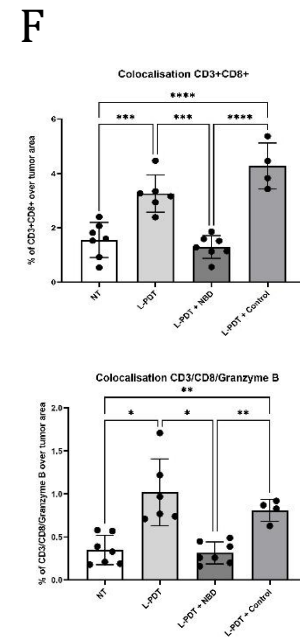 F
Colocalisation CD3+CD8+
****
*** *** ****
% of CD3+CD8+ over tumor area
6
4
2
0
NT
L-PDT
L-PDT + NBD
L-PDT + Control
Colocalisation CD3/CD8/Granzyme B
**
* * **
% of CD3/CD8/Granzyme B over tumor area
2.0
1.5
1.0
0.5
0.0
NT
L-PDT
L-PDT + NBD
L-PDT + Control